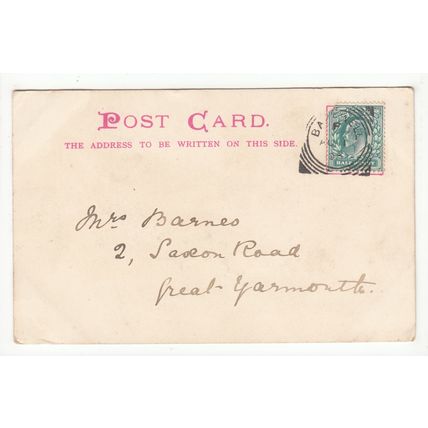 POST CARD.
THE ADDRESS TO BE WRITTEN ON THIS SIDE.
Mrs Barnes
2, Saxon Road
Great Yarmouth.